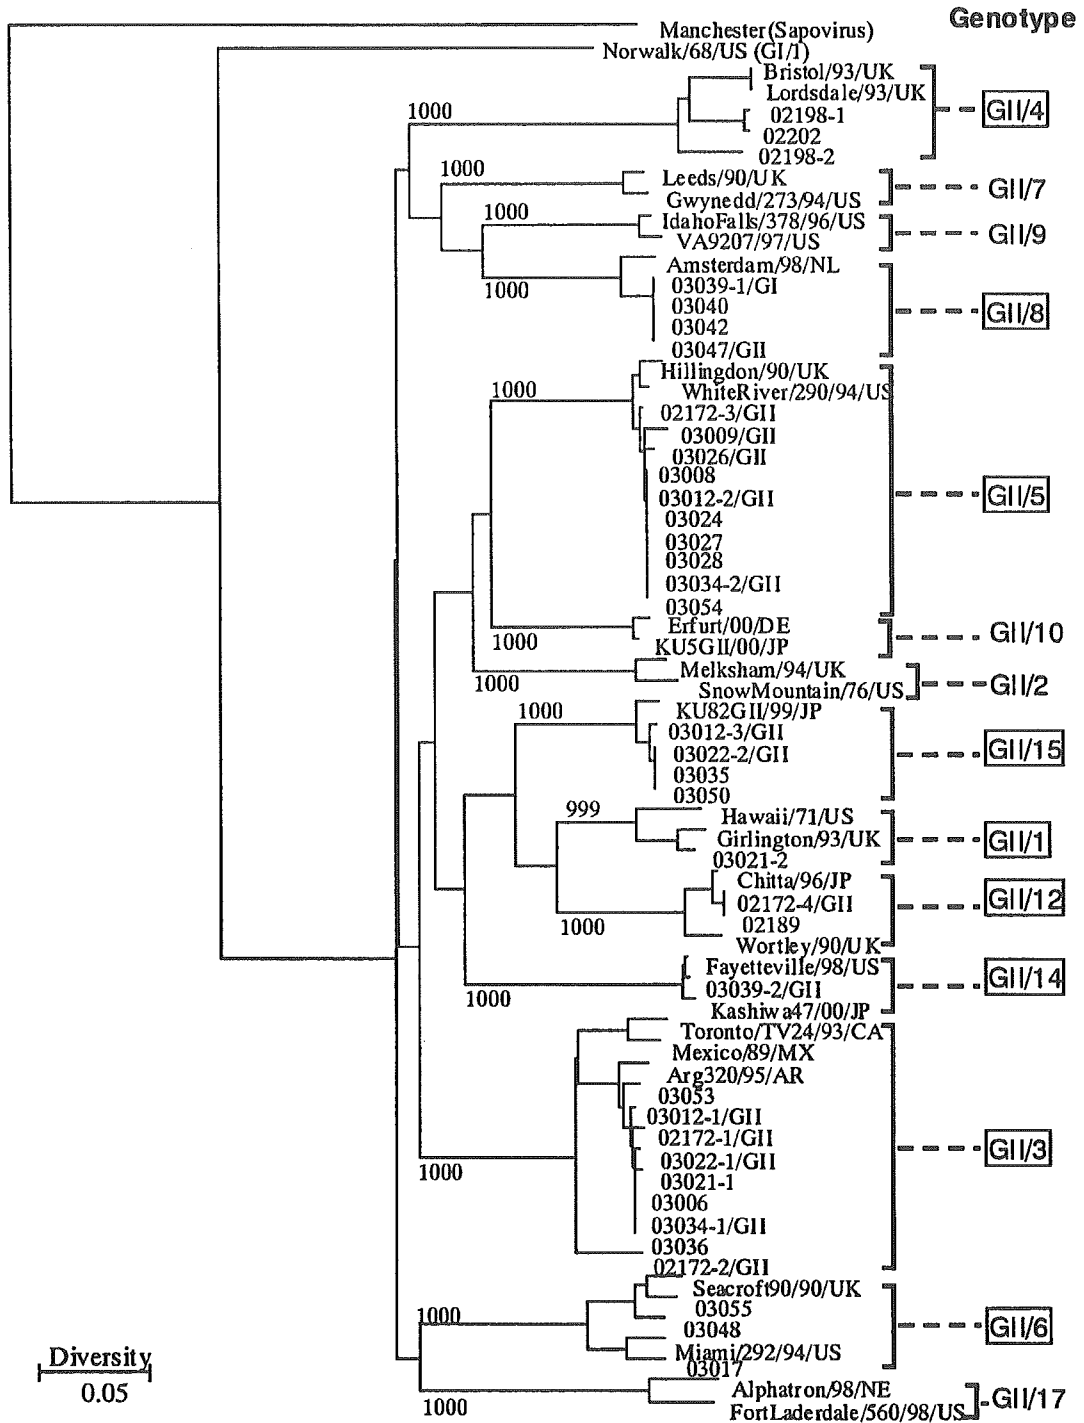 Genotype
Manchester(Sapovirus)
Norwalk/68/US (GI/1)
Bristol/93/UK
Lordsdale/93/UK
1000
02198-1
GII/4
02202
02198-2
1000
Leeds/90/UK
GII/7
Gwynedd/273/94/US
1000
IdahoFalls/378/96/US
GII/9
VA9207/97/US
Amsterdam/98/NL
1000
03039-1/GI
03040
GII/8
03042
03047/GII
Hillingdon/90/UK
1000
WhiteRiver/290/94/US
02172-3/GII
03009/GII
03026/GII
03008
03012-2/GII
GII/5
03024
03027
03028
03034-2/GII
03054
Erfurt/00/DE
GII/10
1000
KU5GII/00/JP
Melksham/94/UK
1000
GII/2
SnowMountain/76/US
1000
KU82GII/99/JP
03012-3/GII
03022-2/GII
GII/15
03035
03050
999
Hawaii/71/US
Girlington/93/UK
GII/1
03021-2
Chitta/96/JP
02172-4/GII
GII/12
1000
02189
Wortley/90/UK
Fayetteville/98/US
GII/14
1000
03039-2/GII
Kashiwa47/00/JP
Toronto/TV24/93/CA
Mexico/89/MX
Arg320/95/AR
03053
03012-1/GII
02172-1/GII
GII/3
1000
03022-1/GII
03021-1
03006
03034-1/GII
03036
02172-2/GII
Seacroft90/90/UK
1000
03055
GII/6
03048
Miami/292/94/US
03017
Diversity
0.05
1000
Alphatron/98/NE
GII/17
FortLaderdale/560/98/US